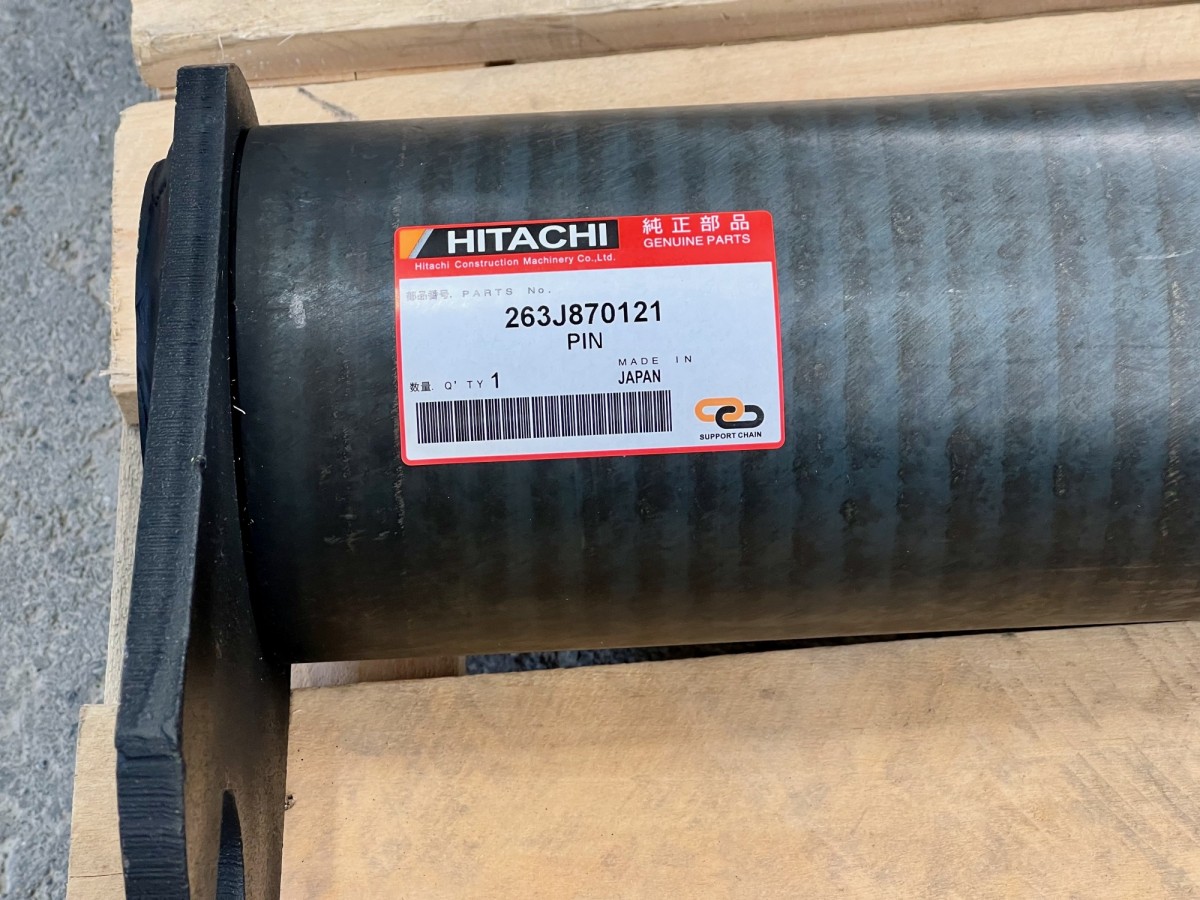 HITACHI
Hitachi Construction Machinery Co.,Ltd.
純正部品
GENUINE PARTS
部品番号. PARTS No.
263J870121
PIN
MADE IN
JAPAN
数量. Q'TY 1
SUPPORT CHAIN